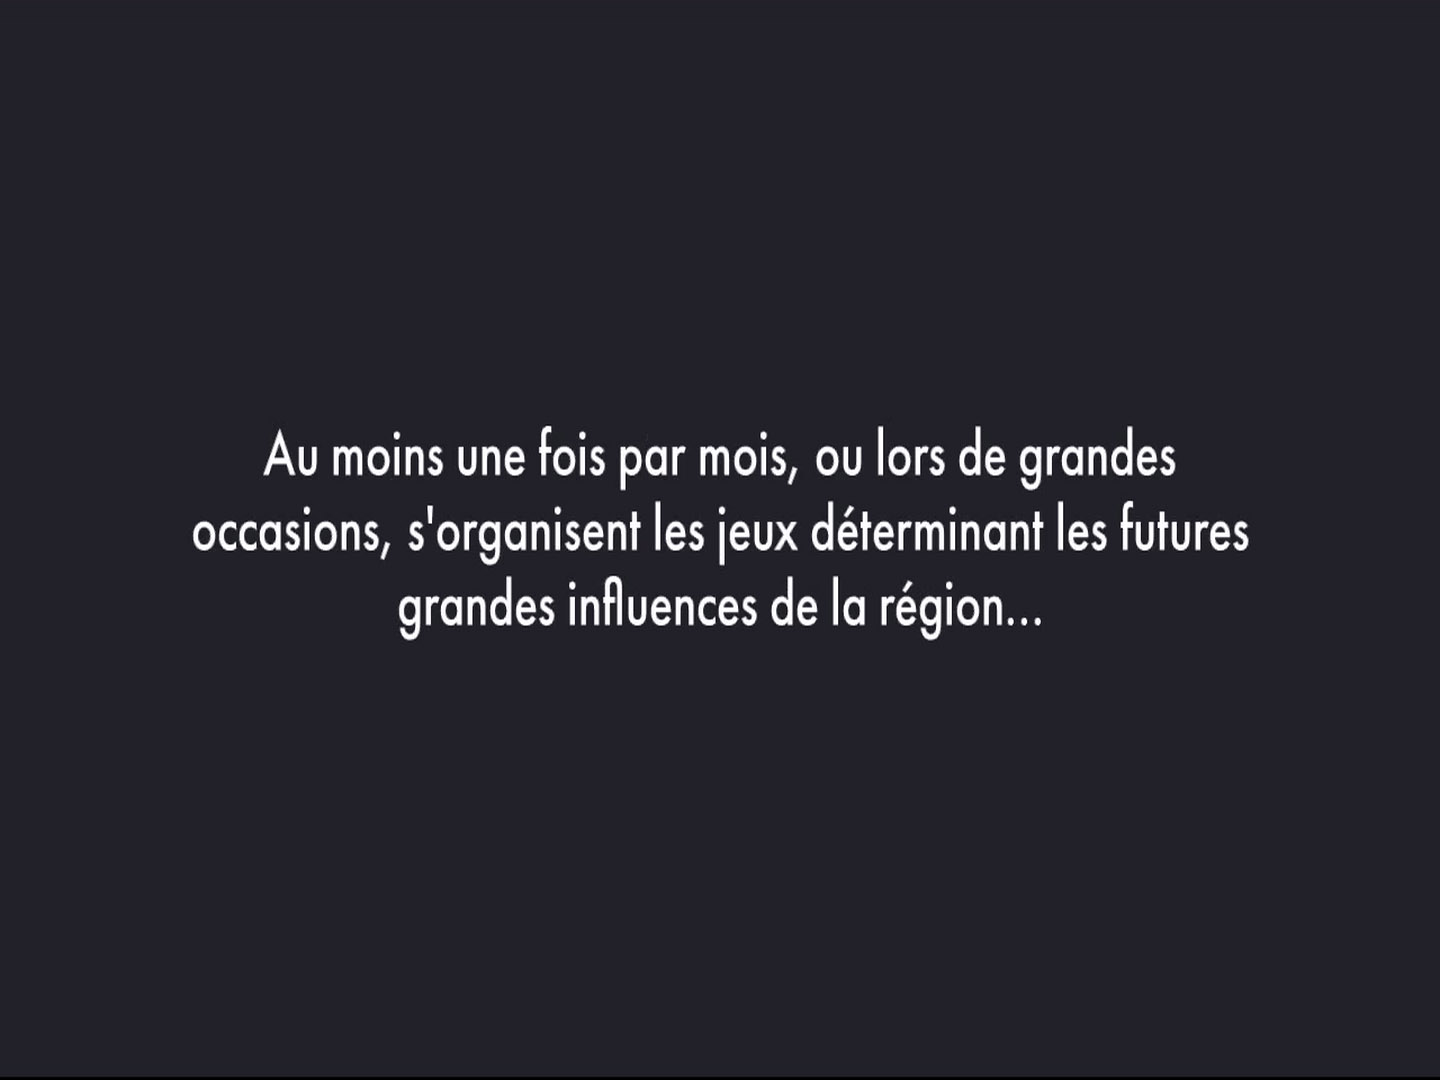 Au moins une fois par mois, ou lors de grandes
occasions, s'organisent les jeux déterminant les futures
grandes influences de la région...